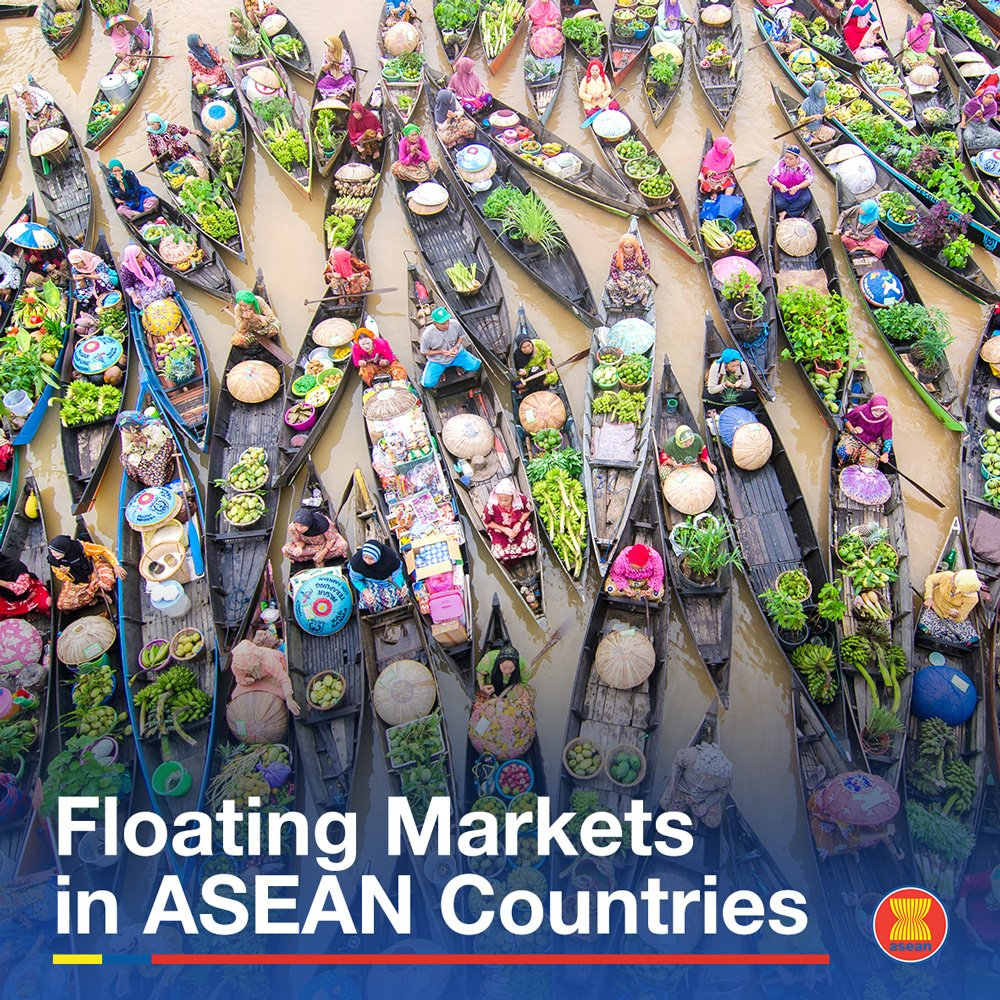 Floating Markets
in ASEAN Countries
asean